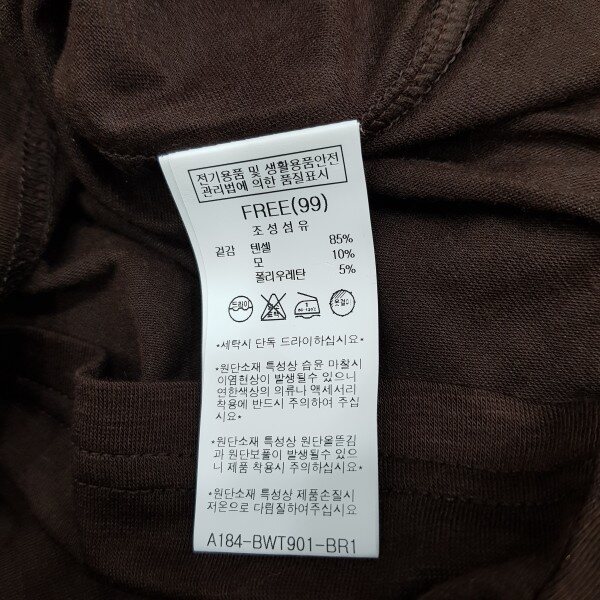 전기용품 및 생활용품안전
관리법에 의한 품질표시
FREE(99)
조성섬유
겉감 텐셀 85%
모 10%
폴리우레탄 5%
드라이 옷걸이
*세탁시 단독 드라이하십시요*
*원단소재 특성상 습윤 마찰시
이염현상이 발생될수 있으니
연한색상의 의류나 액세서리
착용에 반드시 주의하여 주십
시요*
*원단소재 특성상 원단올뜯김
과 원단보풀이 발생될수 있으
니 제품 착용시 주의하십시요*
*원단소재 특성상 제품손질시
저온으로 다림질하여 주십시요*
A184-BWT901-BR1